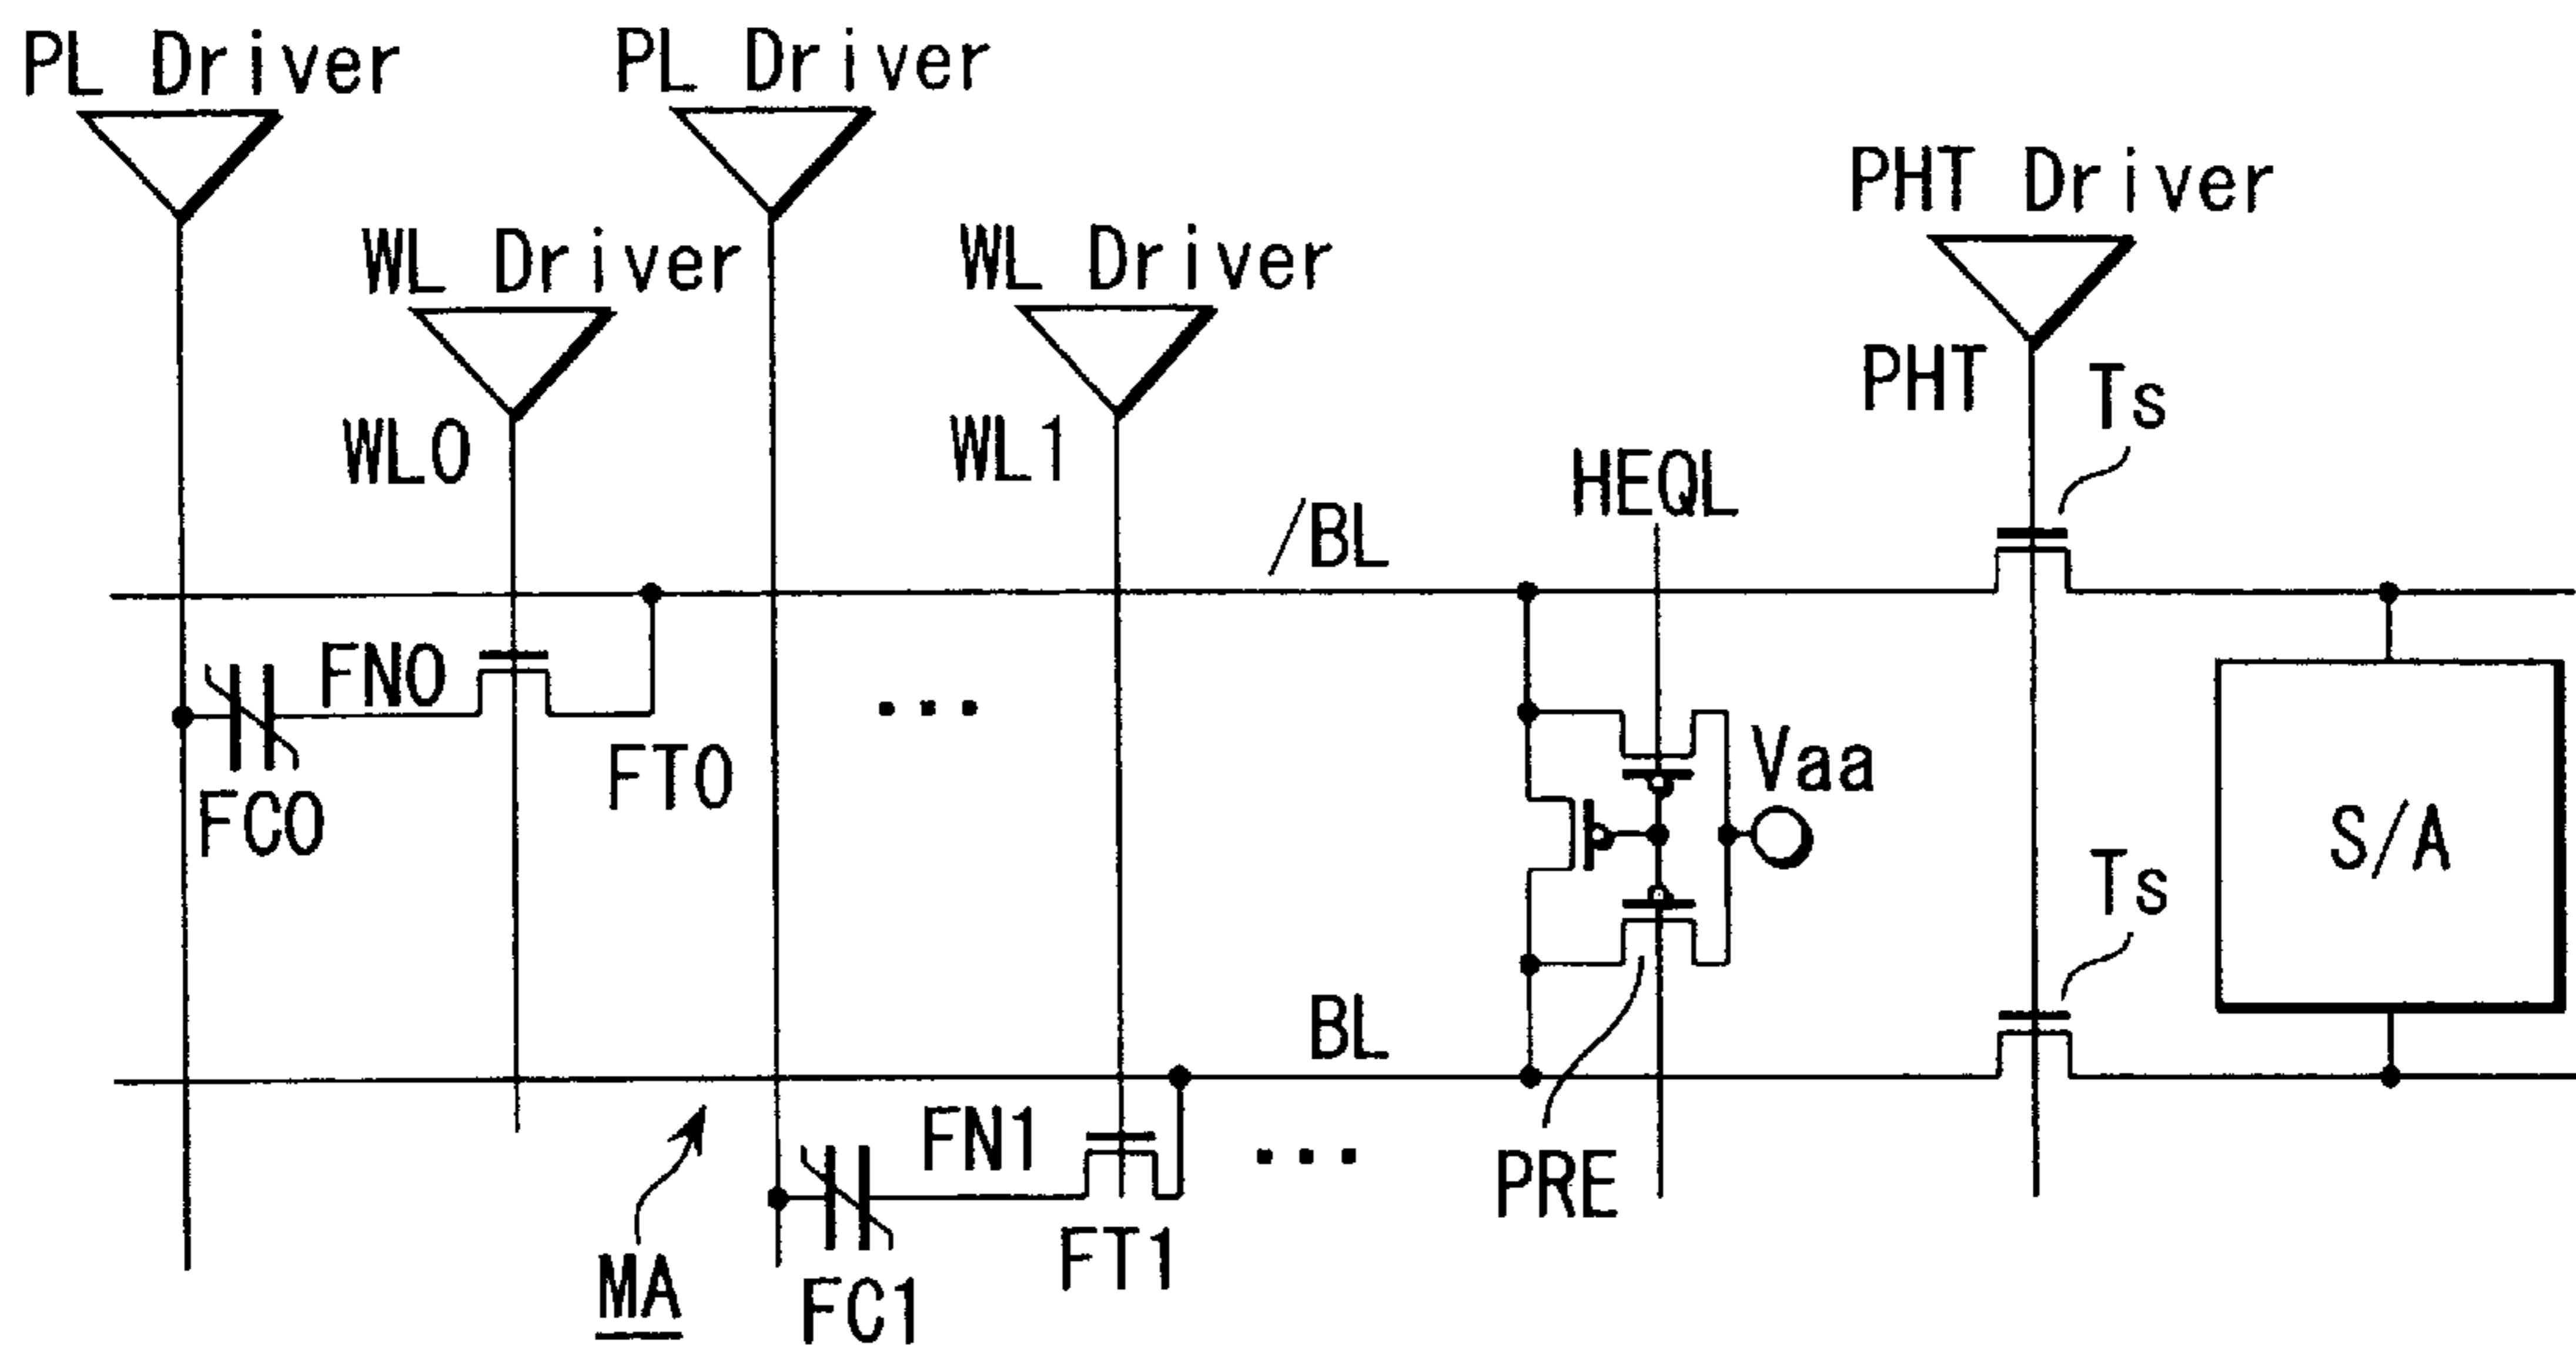 PL Driver
PL Driver
PHT Driver
WL Driver
WL Driver
PHT
Ts
WL0
WL1
HEQL
/BL
FN0
FT0
Vaa
FC0
S/A
Ts
BL
FN1
PRE
FT1
MA
FC1
...
...